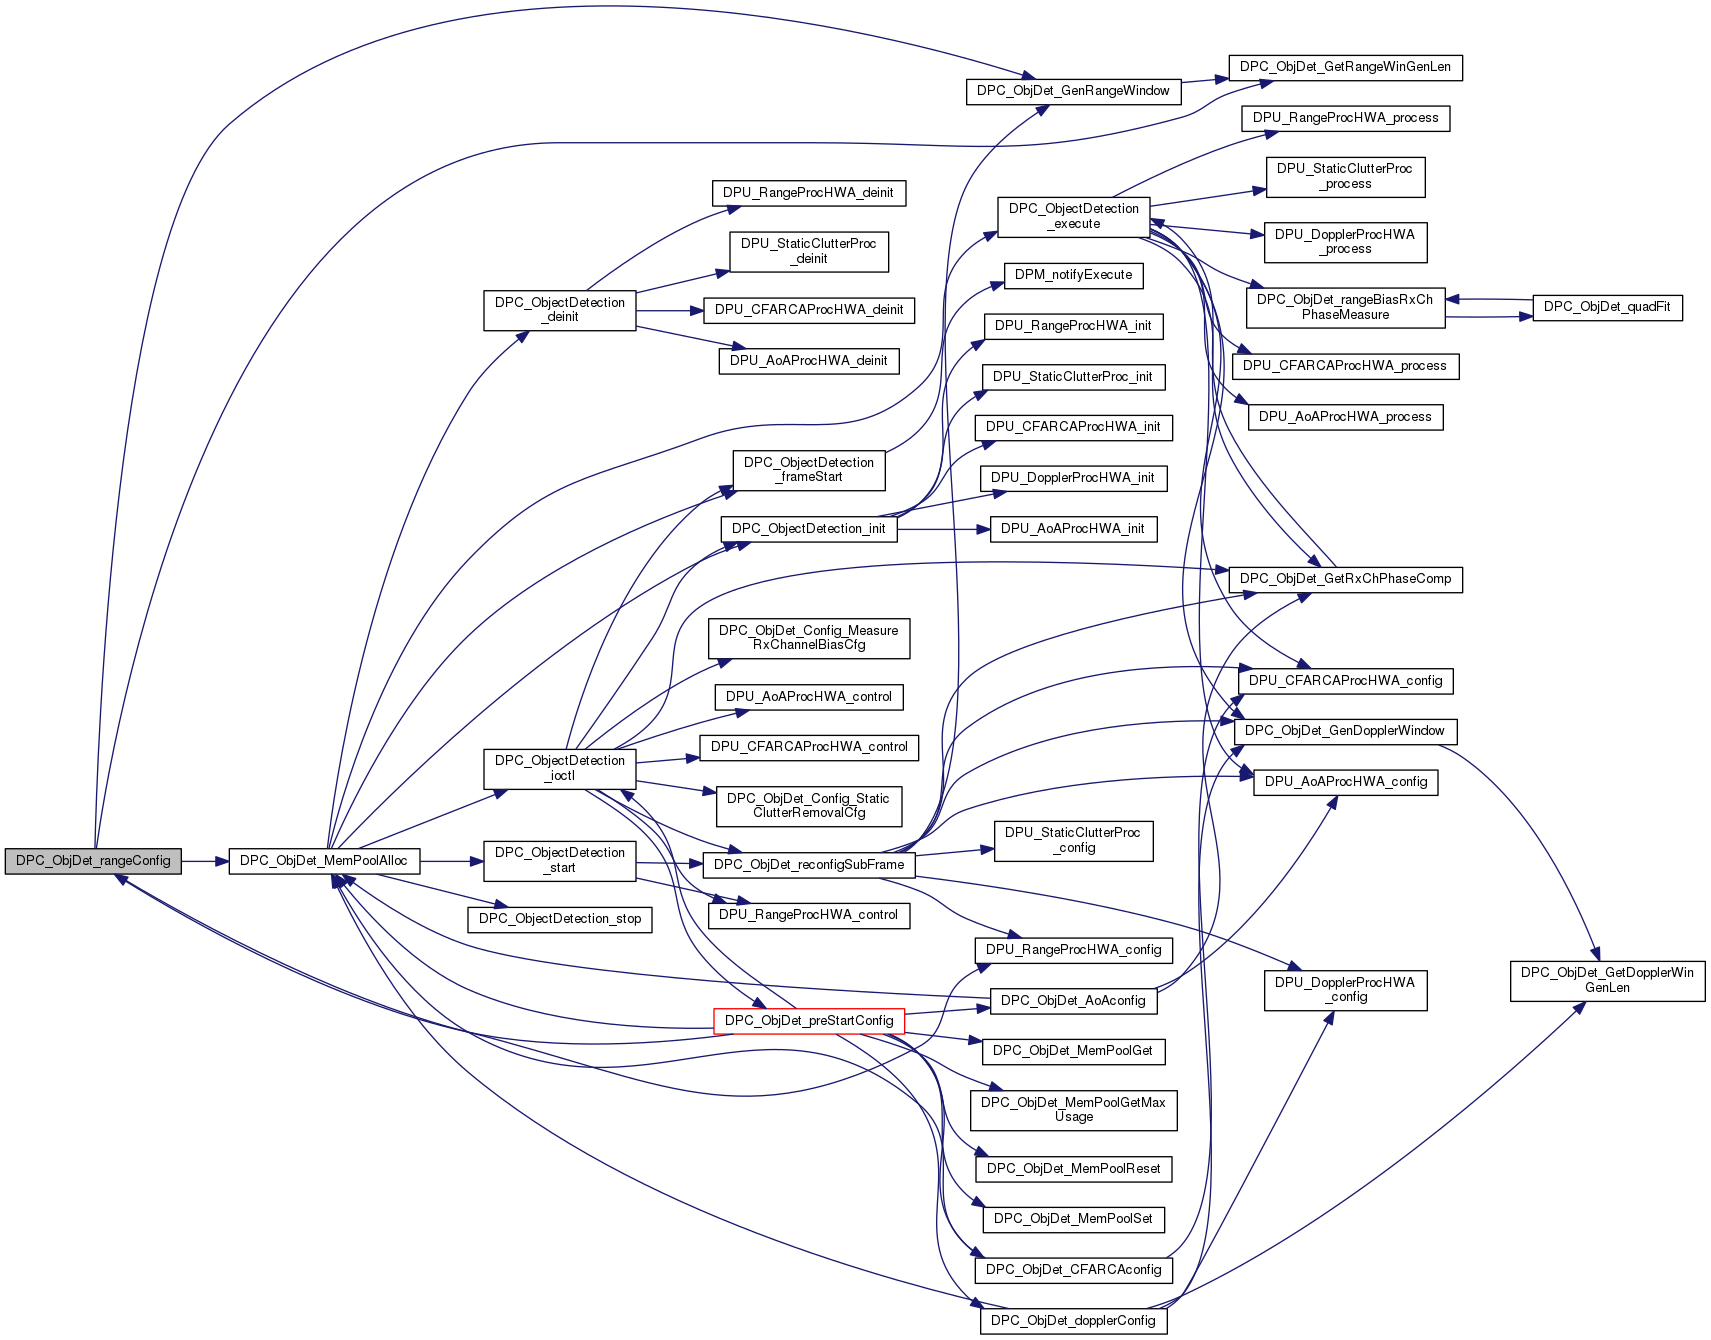 DPC_ObjDet_rangeConfig
DPC_ObjDet_MemPoolAlloc
DPC_ObjectDetection
_deinit
DPC_ObjectDetection
_ioctl
DPC_ObjectDetection
_start
DPC_ObjectDetection_stop
DPU_RangeProcHWA_deinit
DPU_StaticClutterProc
_deinit
DPU_CFARCAProcHWA_deinit
DPU_AoAProcHWA_deinit
DPC_ObjectDetection
_frameStart
DPC_ObjectDetection_init
DPC_ObjDet_Config_Measure
RxChannelBiasCfg
DPU_AoAProcHWA_control
DPU_CFARCAProcHWA_control
DPC_ObjDet_Config_Static
ClutterRemovalCfg
DPC_ObjDet_reconfigSubFrame
DPU_RangeProcHWA_control
DPC_ObjDet_preStartConfig
DPC_ObjDet_GenRangeWindow
DPC_ObjectDetection
_execute
DPM_notifyExecute
DPU_RangeProcHWA_init
DPU_StaticClutterProc_init
DPU_CFARCAProcHWA_init
DPU_DopplerProcHWA_init
DPU_AoAProcHWA_init
DPU_StaticClutterProc
_config
DPU_RangeProcHWA_config
DPC_ObjDet_AoAconfig
DPC_ObjDet_MemPoolGet
DPC_ObjDet_MemPoolGetMax
Usage
DPC_ObjDet_MemPoolReset
DPC_ObjDet_MemPoolSet
DPC_ObjDet_CFARCAconfig
DPC_ObjDet_dopplerConfig
DPC_ObjDet_GetRangeWinGenLen
DPU_RangeProcHWA_process
DPU_StaticClutterProc
_process
DPU_DopplerProcHWA
_process
DPC_ObjDet_rangeBiasRxCh
PhaseMeasure
DPU_CFARCAProcHWA_process
DPU_AoAProcHWA_process
DPC_ObjDet_GetRxChPhaseComp
DPU_CFARCAProcHWA_config
DPC_ObjDet_GenDopplerWindow
DPU_AoAProcHWA_config
DPU_DopplerProcHWA
_config
DPC_ObjDet_quadFit
DPC_ObjDet_GetDopplerWin
GenLen